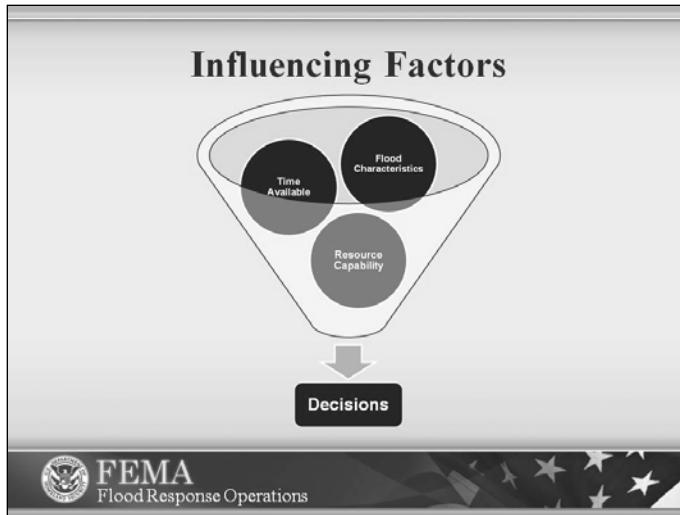 Influencing Factors
Flood
Characteristics
Time
Available
Resource
Capability
Decisions
FEMA
Flood Response Operations